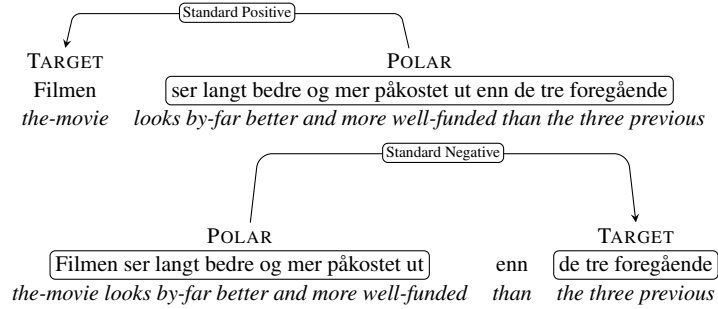 Standard Positive
TARGET POLAR
Filmen ser langt bedre og mer påkostet ut enn de tre foregående
the-movie looks by-far better and more well-funded than the three previous
Standard Negative
POLAR TARGET
Filmen ser langt bedre og mer påkostet ut enn de tre foregående
the-movie looks by-far better and more well-funded than the three previous